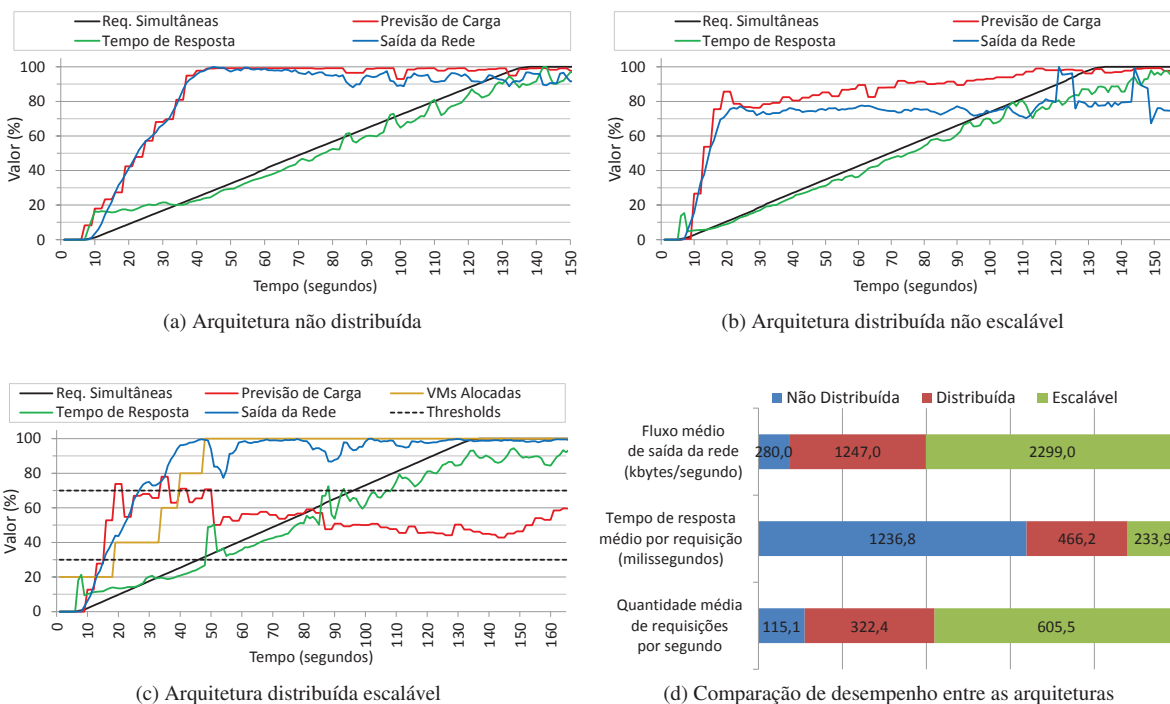 Req. Simultâneas Previsão de Carga
Tempo de Resposta Saída da Rede
Valor (%)
100
80
60
40
20
0
0 10 20 30 40 50 60 70 80 90 100 110 120 130 140 150
Tempo (segundos)
(a) Arquitetura não distribuída
Req. Simultâneas Previsão de Carga
Tempo de Resposta Saída da Rede
Valor (%)
100
80
60
40
20
0
0 10 20 30 40 50 60 70 80 90 100 110 120 130 140 150
Tempo (segundos)
(b) Arquitetura distribuída não escalável
Req. Simultâneas Previsão de Carga VMs Alocadas
Tempo de Resposta Saída da Rede Thresholds
Valor (%)
100
80
60
40
20
0
0 10 20 30 40 50 60 70 80 90 100 110 120 130 140 150 160
Tempo (segundos)
(c) Arquitetura distribuída escalável
Não Distribuída Distribuída Escalável
Fluxo médio
de saída da rede
(kbytes/segundo)
280,0 1247,0 2299,0
Tempo de resposta
médio por requisição
(milissegundos)
1236,8 466,2 233,9
Quantidade média
de requisições
por segundo
115,1 322,4 605,5
(d) Comparação de desempenho entre as arquiteturas